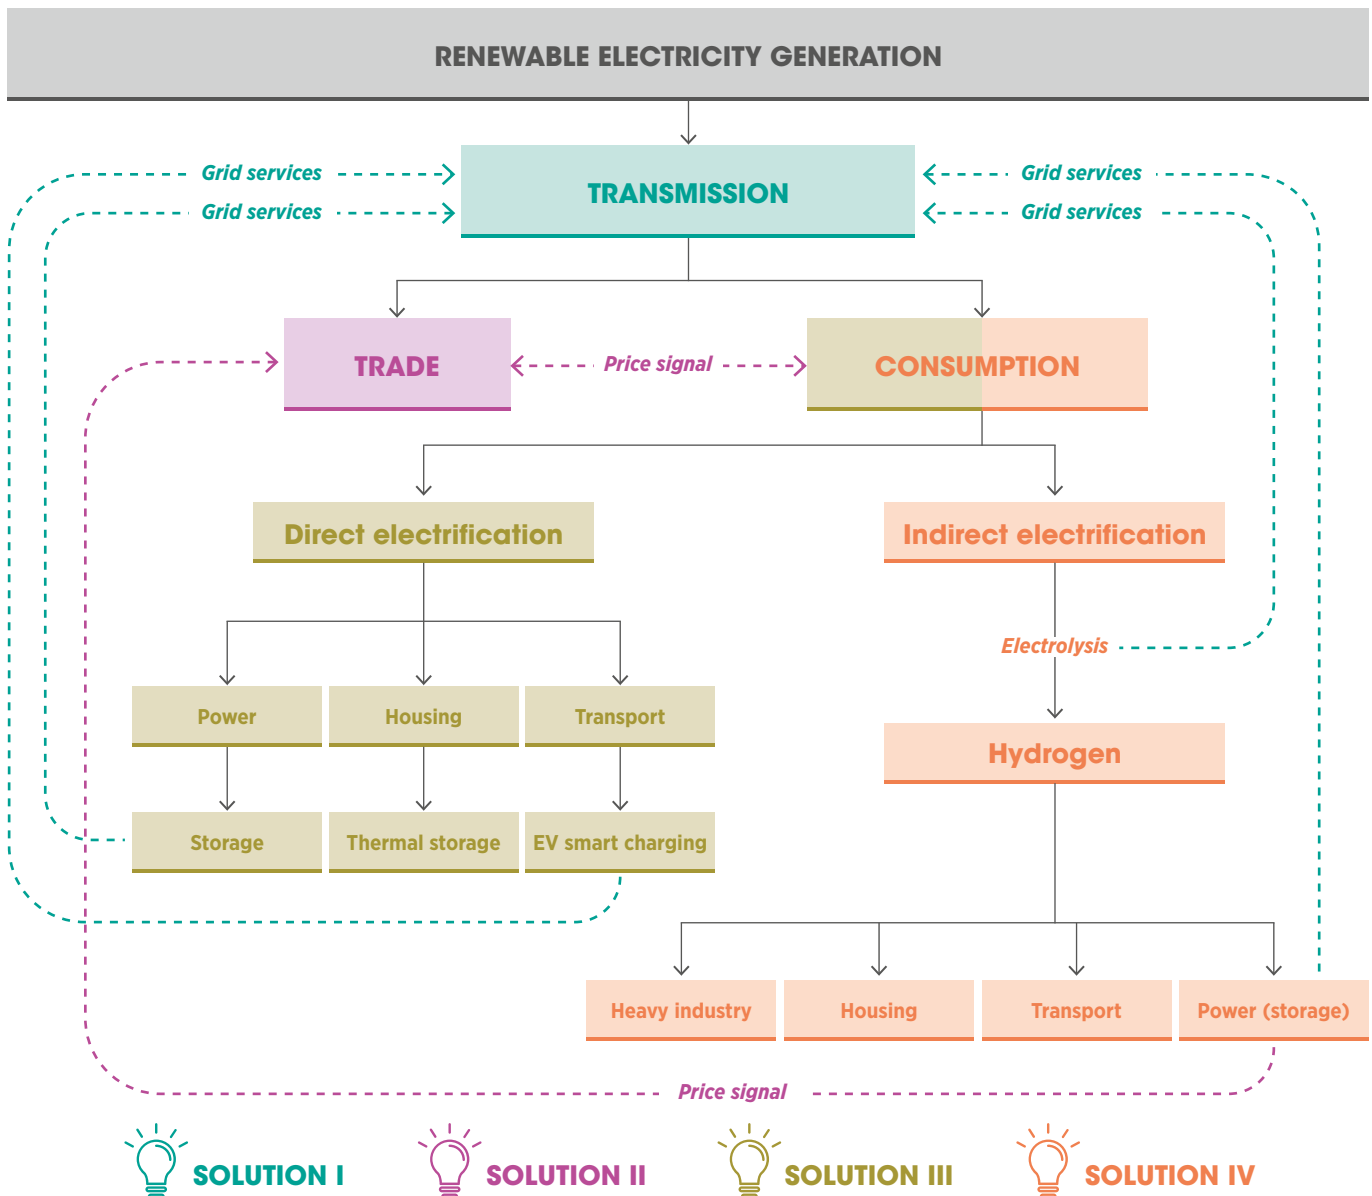 RENEWABLE ELECTRICITY GENERATION
Grid services
Grid services
TRANSMISSION
Grid services
Grid services
TRADE
Price signal
CONSUMPTION
Direct electrification
Indirect electrification
Electrolysis
Power
Housing
Transport
Hydrogen
Storage
Thermal storage
EV smart charging
Heavy industry
Housing
Transport
Power (storage)
Price signal
SOLUTION I
SOLUTION II
SOLUTION III
SOLUTION IV